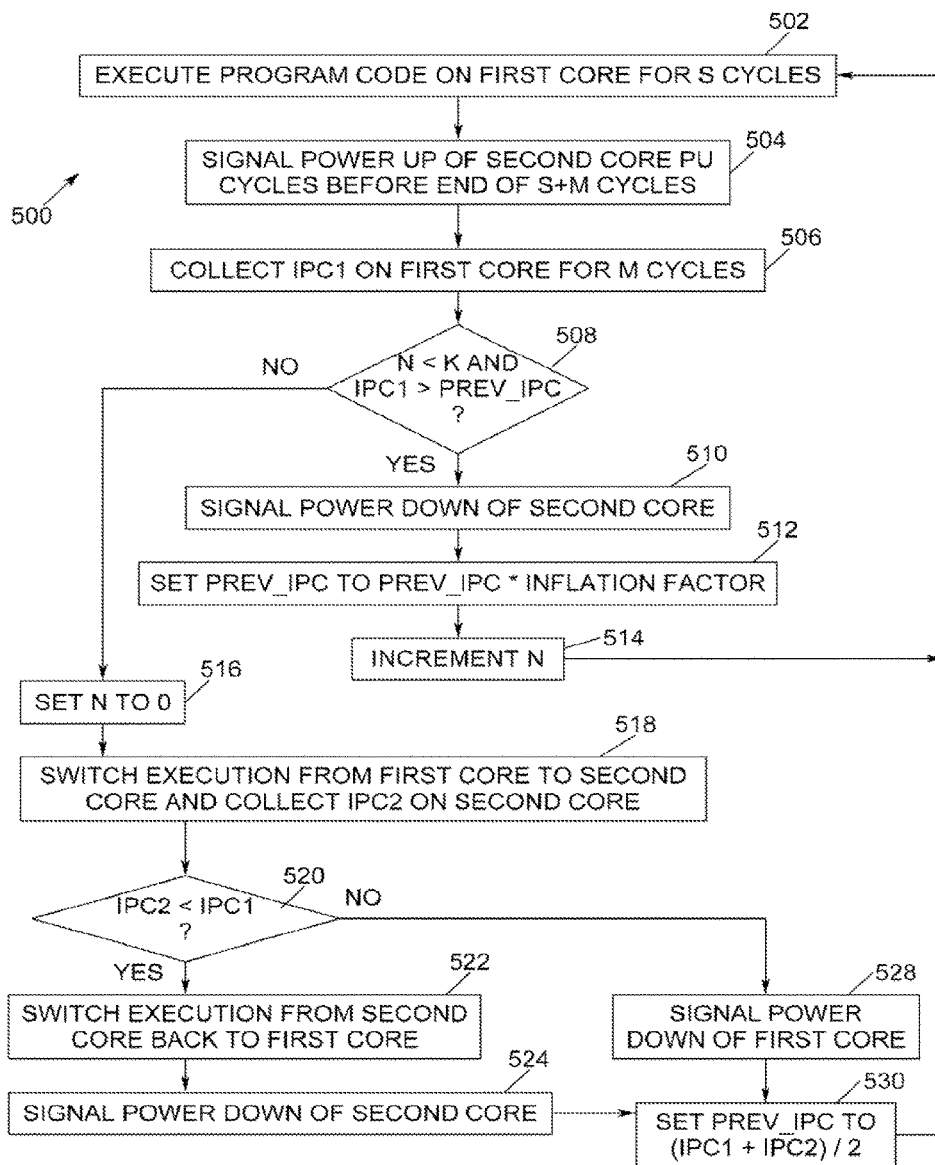 502
EXECUTE PROGRAM CODE ON FIRST CORE FOR S CYCLES
504
SIGNAL POWER UP OF SECOND CORE PU
CYCLES BEFORE END OF S+M CYCLES
500
506
COLLECT IPC1 ON FIRST CORE FOR M CYCLES
508
N < K AND
IPC1 > PREV_IPC
?
NO
YES
510
SIGNAL POWER DOWN OF SECOND CORE
512
SET PREV_IPC TO PREV_IPC * INFLATION FACTOR
514
INCREMENT N
516
SET N TO 0
518
SWITCH EXECUTION FROM FIRST CORE TO SECOND
CORE AND COLLECT IPC2 ON SECOND CORE
520
IPC2 < IPC1
?
NO
YES
522
SWITCH EXECUTION FROM SECOND
CORE BACK TO FIRST CORE
528
SIGNAL POWER
DOWN OF FIRST CORE
524
SIGNAL POWER DOWN OF SECOND CORE
530
SET PREV_IPC TO
(IPC1 + IPC2) / 2